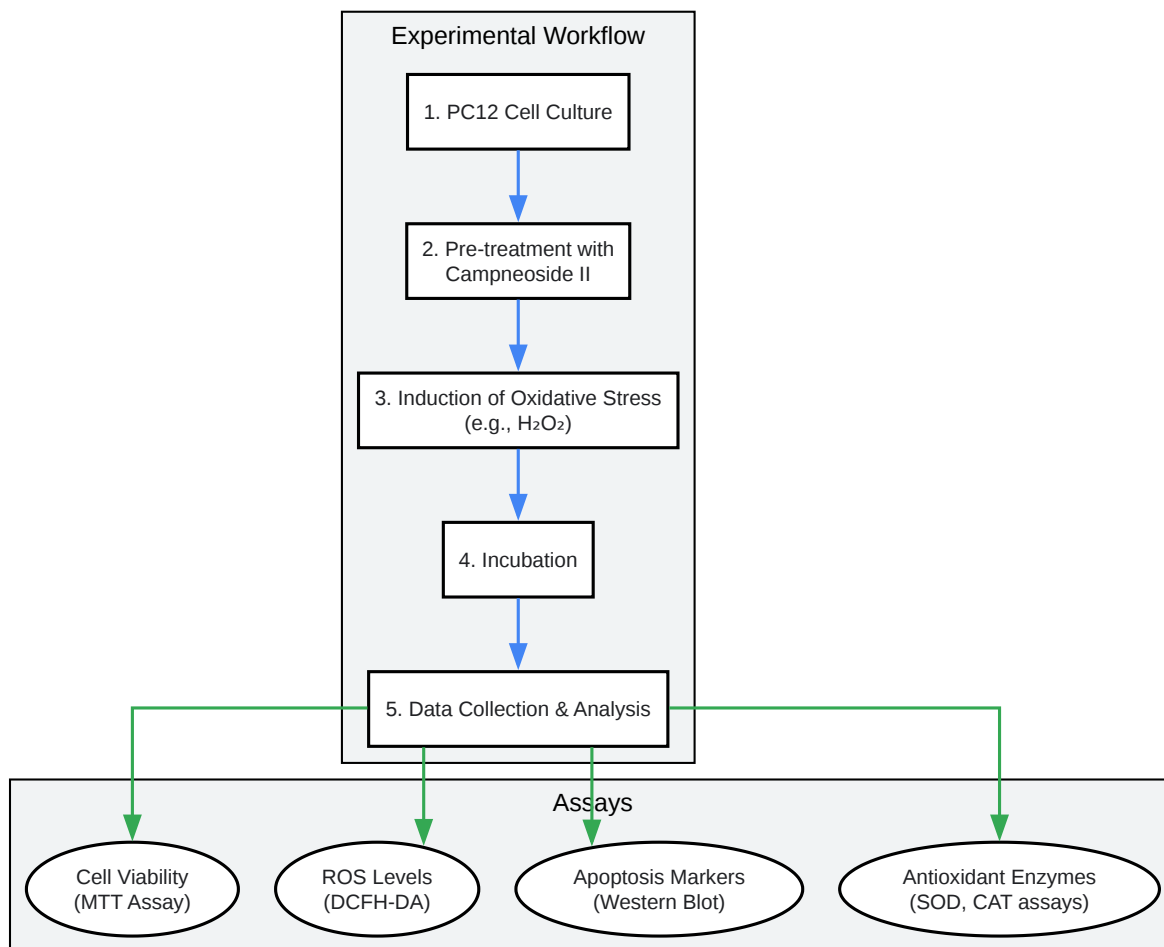 Experimental Workflow
1. PC12 Cell Culture
2. Pre-treatment with
Campneoside II
3. Induction of Oxidative Stress
(e.g., H₂O₂)
4. Incubation
5. Data Collection & Analysis
Assays
Cell Viability
(MTT Assay)
ROS Levels
(DCFH-DA)
Apoptosis Markers
(Western Blot)
Antioxidant Enzymes
(SOD, CAT assays)